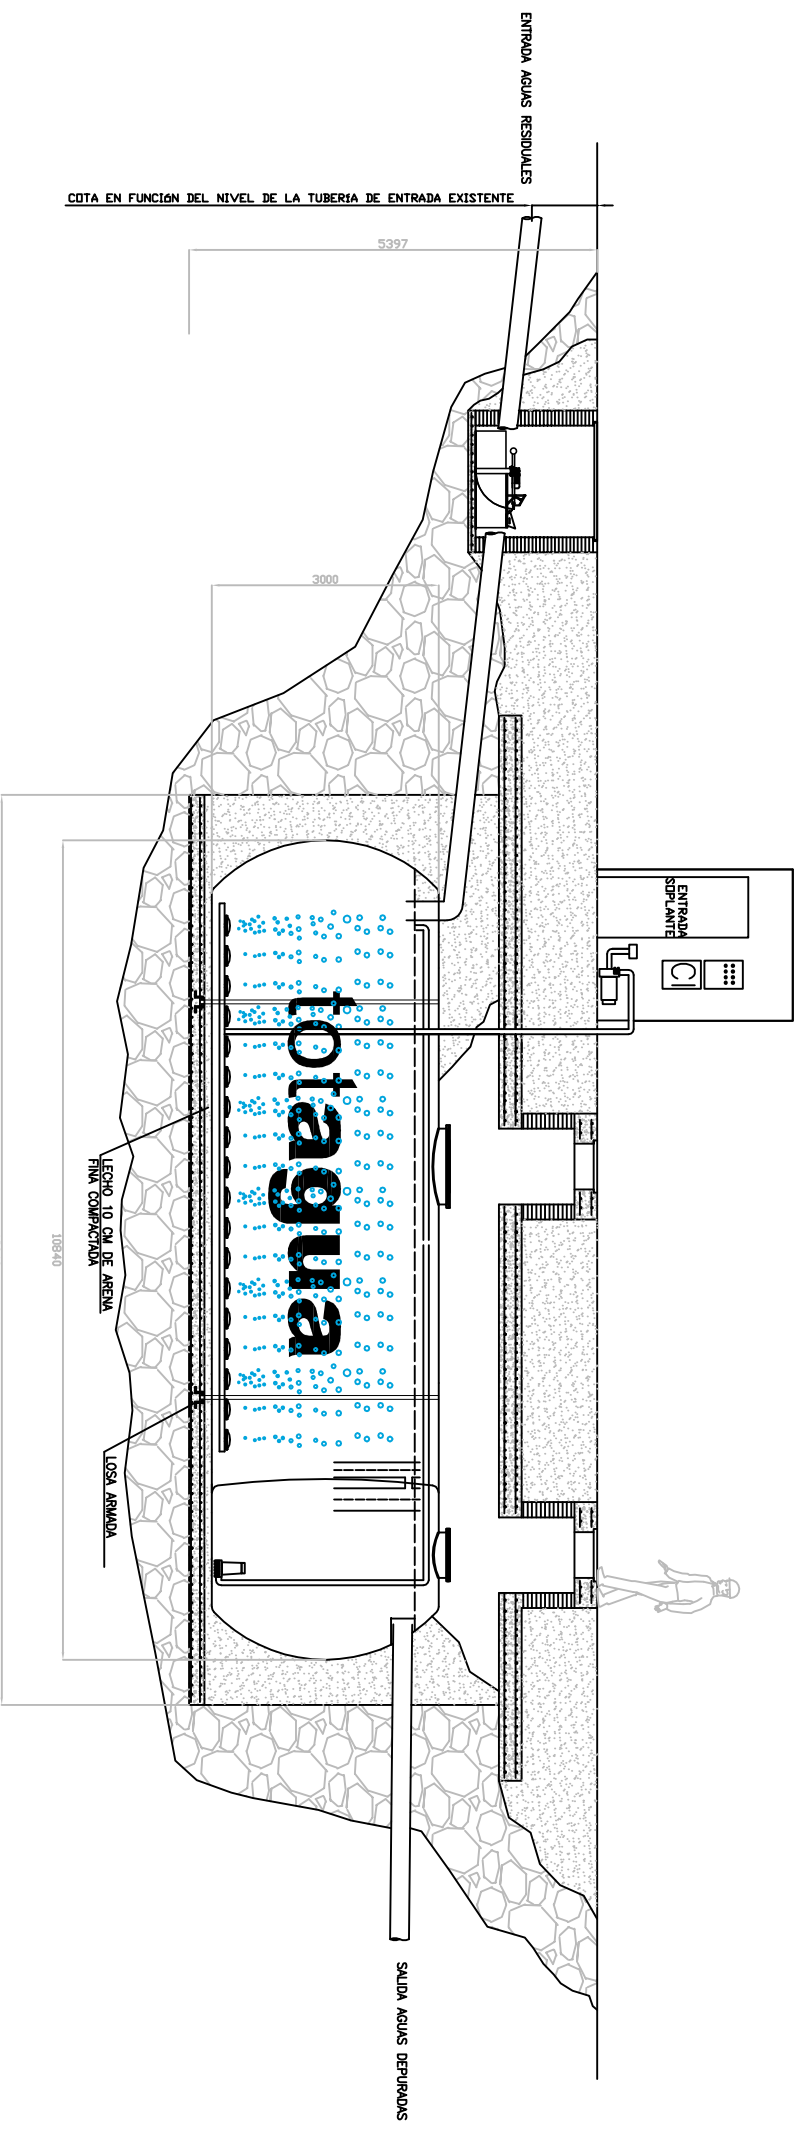 ENTRADA AGUAS RESIDUALES
COTA EN FUNCIóN DEL NIVEL DE LA TUBERíA DE ENTRADA EXISTENTE
5397
3000
ENTRADA
SOPLANTE
totagua
LECHO 10 CM DE ARENA
FINA COMPACTADA
10840
LOSA ARMADA
SALIDA AGUAS DEPURADAS